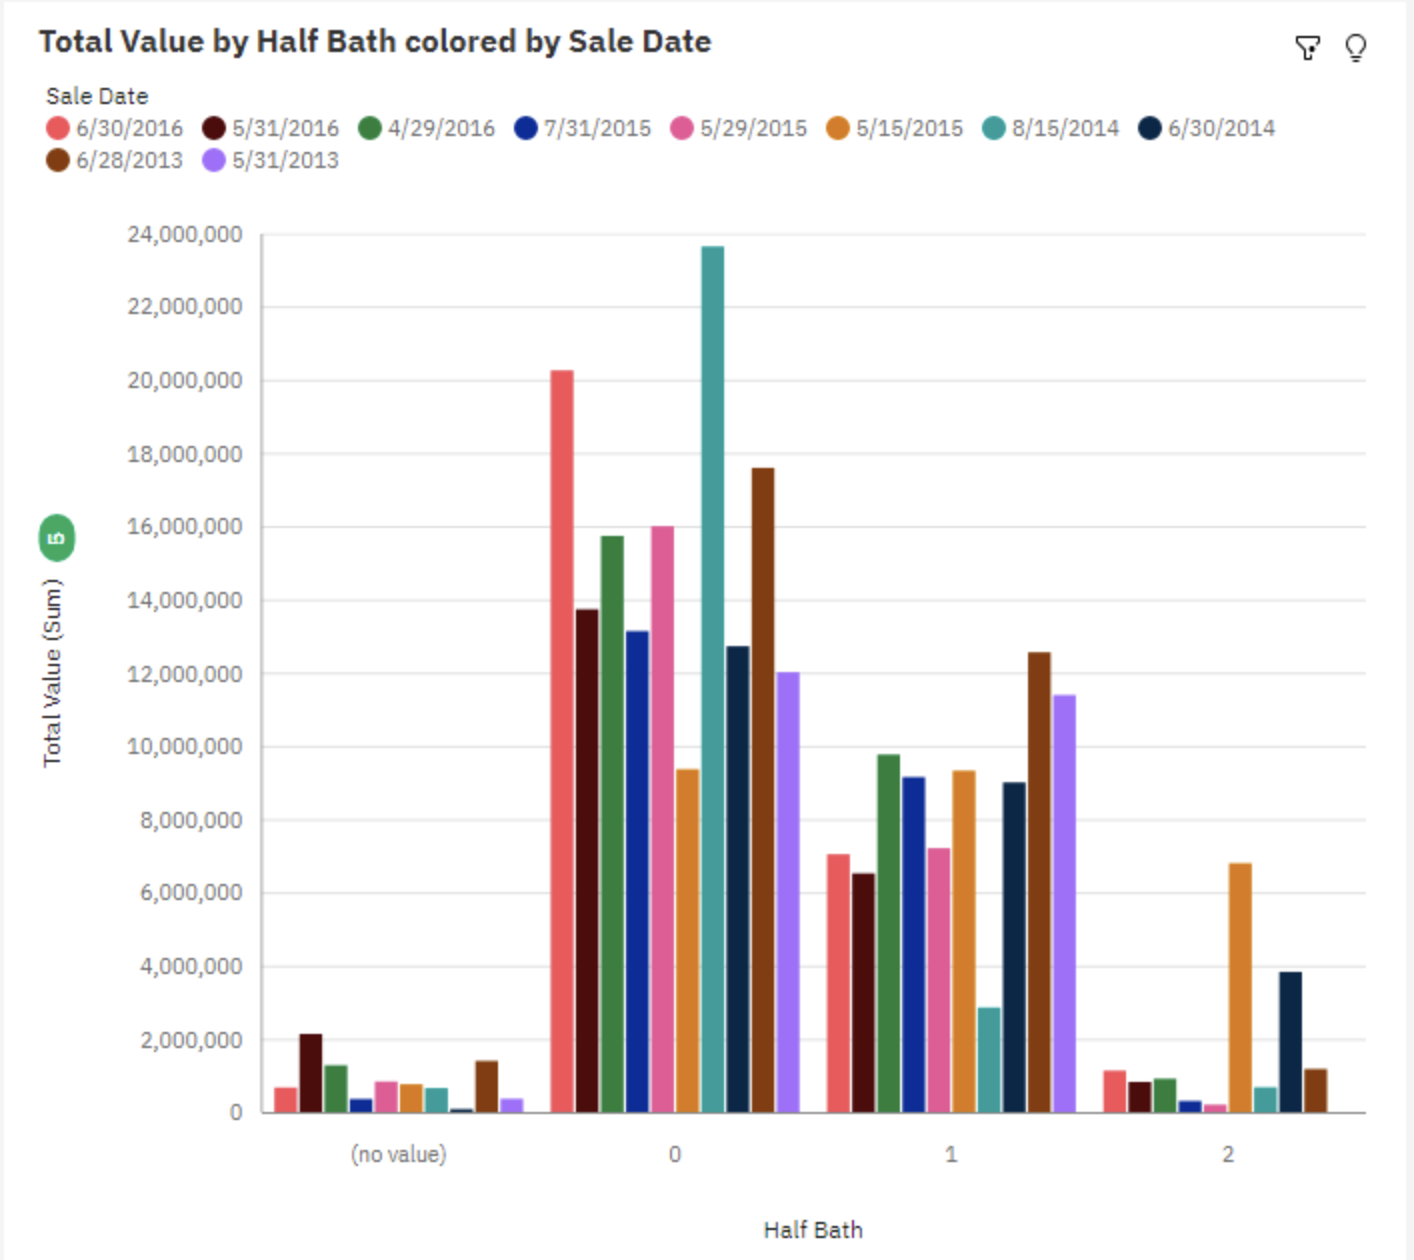 Total Value by Half Bath colored by Sale Date
Sale Date
6/30/2016 5/31/2016 4/29/2016 7/31/2015 5/29/2015 5/15/2015 8/15/2014 6/30/2014
6/28/2013 5/31/2013
24,000,000
22,000,000
20,000,000
18,000,000
16,000,000
14,000,000
12,000,000
10,000,000
8,000,000
6,000,000
4,000,000
2,000,000
0
Total Value (Sum)
(no value) 0 1 2
Half Bath